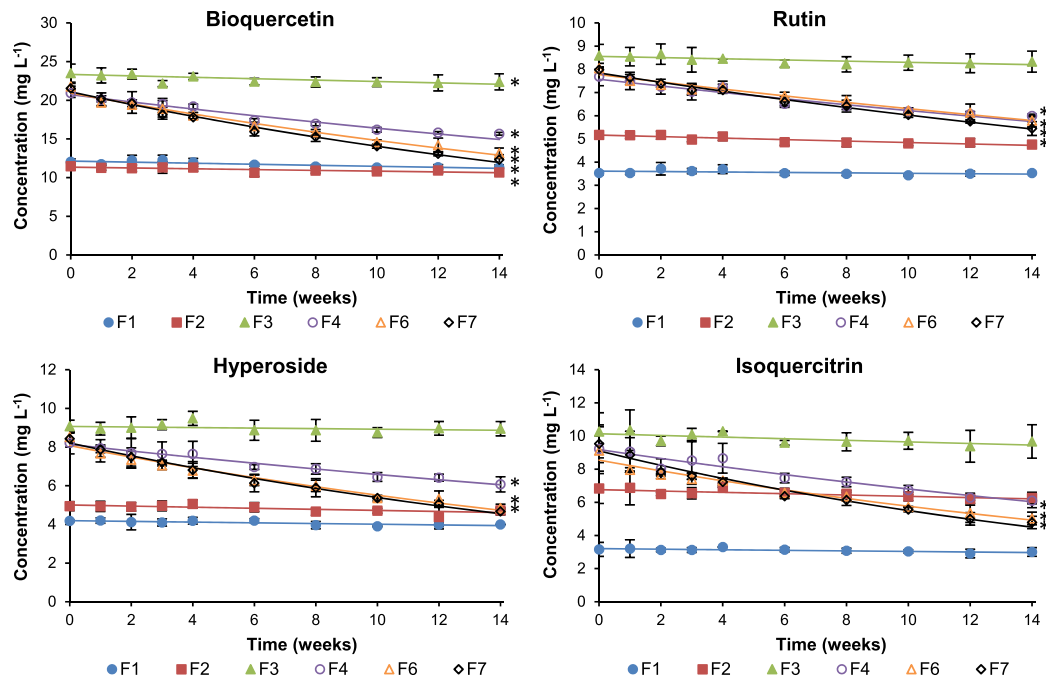 Bioquercetin
Concentration (mg L-1)
30
25
20
15
10
5
0
0 2 4 6 8 10 12 14
Time (weeks)
* * * * * *
F1 F2 F3 F4 F6 F7
Rutin
Concentration (mg L-1)
10
9
8
7
6
5
4
3
2
1
0
0 2 4 6 8 10 12 14
Time (weeks)
* * * *
F1 F2 F3 F4 F6 F7
Hyperoside
Concentration (mg L-1)
12
10
8
6
4
2
0
0 2 4 6 8 10 12 14
Time (weeks)
* * *
F1 F2 F3 F4 F6 F7
Isoquercitrin
Concentration (mg L-1)
14
12
10
8
6
4
2
0
0 2 4 6 8 10 12 14
Time (weeks)
* * *
F1 F2 F3 F4 F6 F7